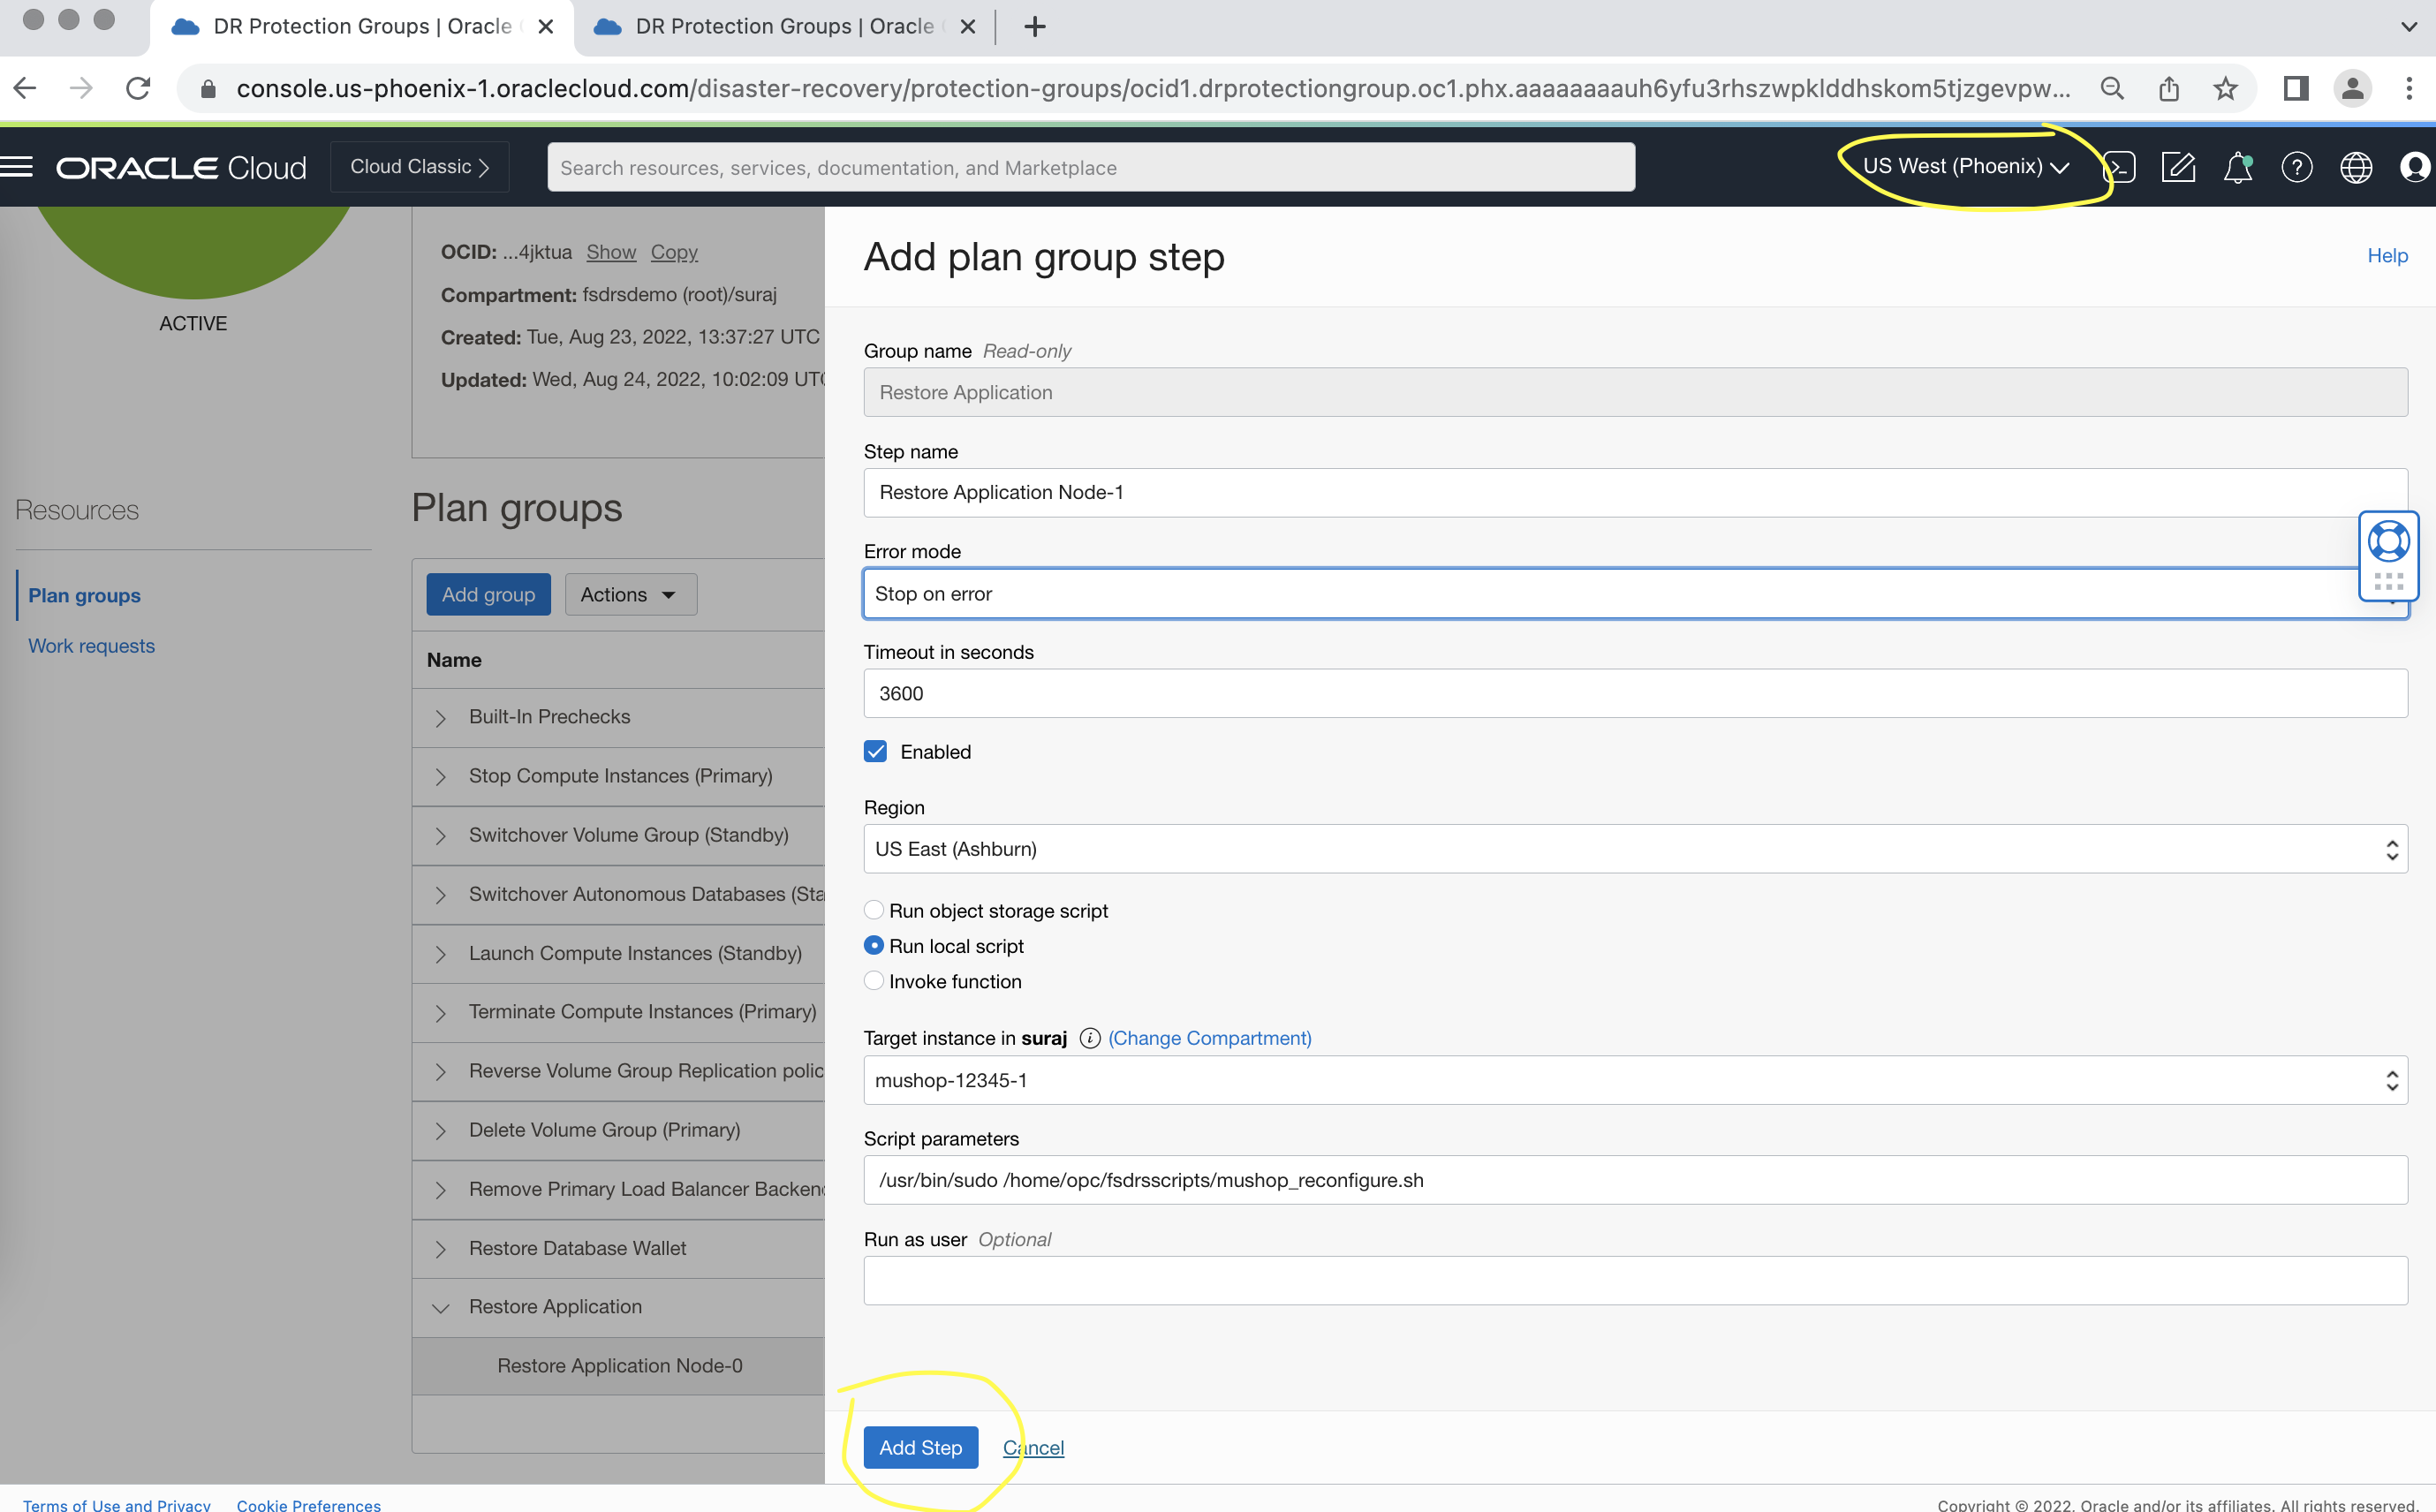 DR Protection Groups | Oracle
DR Protection Groups | Oracle
console.us-phoenix-1.oraclecloud.com/disaster-recovery/protection-groups/ocid1.drprotectiongroup.oc1.phx.aaaaaaaauh6yfu3rhszwpklddhskom5tjzgevpw...
ORACLE Cloud
Cloud Classic >
Search resources, services, documentation, and Marketplace
US West (Phoenix)
ACTIVE
OCID: ...4jktua Show Copy
Compartment: fsdrsdemo (root)/suraj
Created: Tue, Aug 23, 2022, 13:37:27 UTC
Updated: Wed, Aug 24, 2022, 10:02:09 UTC
Resources
Plan groups
Work requests
Plan groups
Add group
Actions
Name
Built-In Prechecks
Stop Compute Instances (Primary)
Switchover Volume Group (Standby)
Switchover Autonomous Databases (Sta
Launch Compute Instances (Standby)
Terminate Compute Instances (Primary)
Reverse Volume Group Replication polic
Delete Volume Group (Primary)
Remove Primary Load Balancer Backend
Restore Database Wallet
Restore Application
Restore Application Node-0
Add plan group step
Help
Group name Read-only
Restore Application
Step name
Restore Application Node-1
Error mode
Stop on error
Timeout in seconds
3600
Enabled
Region
US East (Ashburn)
Run object storage script
Run local script
Invoke function
Target instance in suraj (Change Compartment)
mushop-12345-1
Script parameters
/usr/bin/sudo /home/opc/fsdrsscripts/mushop_reconfigure.sh
Run as user Optional
Add Step
Cancel
Terms of Use and Privacy
Cookie Preferences
Copyright © 2022, Oracle and/or its affiliates. All rights reserved.